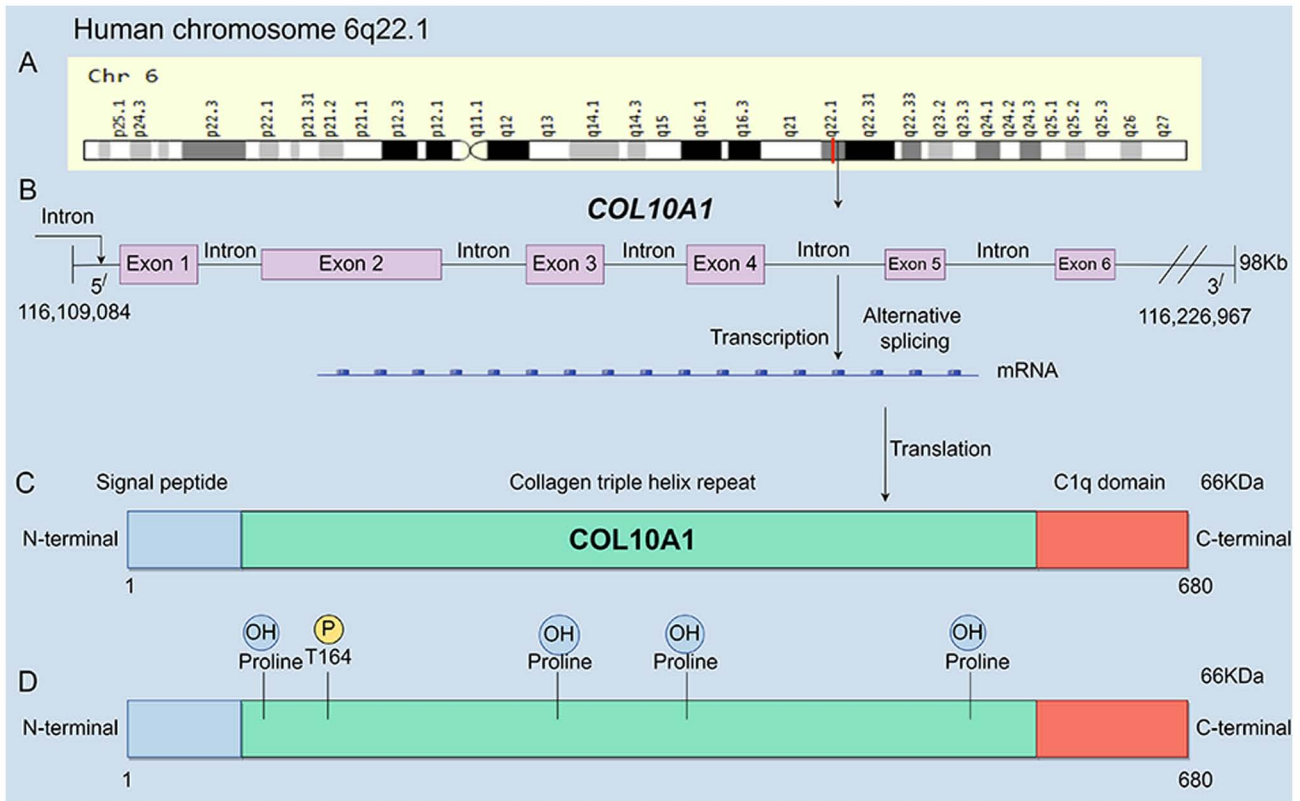 Human chromosome 6q22.1
A
Chr 6
p25.1 p24.3 p22.3 p22.1 p21.31 p21.2 p21.1 p12.3 p12.1 q11.1 q12 q13 q14.1 q14.3 q15 q16.1 q16.3 q21 q22.1 q22.31 q22.33 q23.2 q23.3 q24.1 q24.2 q24.3 q25.1 q25.2 q25.3 q26 q27
B
COL10A1
Intron
Exon 1 Intron Exon 2 Intron Exon 3 Intron Exon 4 Intron Exon 5 Intron Exon 6 98Kb
5/ 3/
116,109,084 116,226,967
Transcription
Alternative
splicing
mRNA
Translation
C
Signal peptide Collagen triple helix repeat C1q domain 66KDa
N-terminal COL10A1 C-terminal
1 680
OH P OH OH OH
Proline T164 Proline Proline Proline
D
66KDa
N-terminal C-terminal
1 680